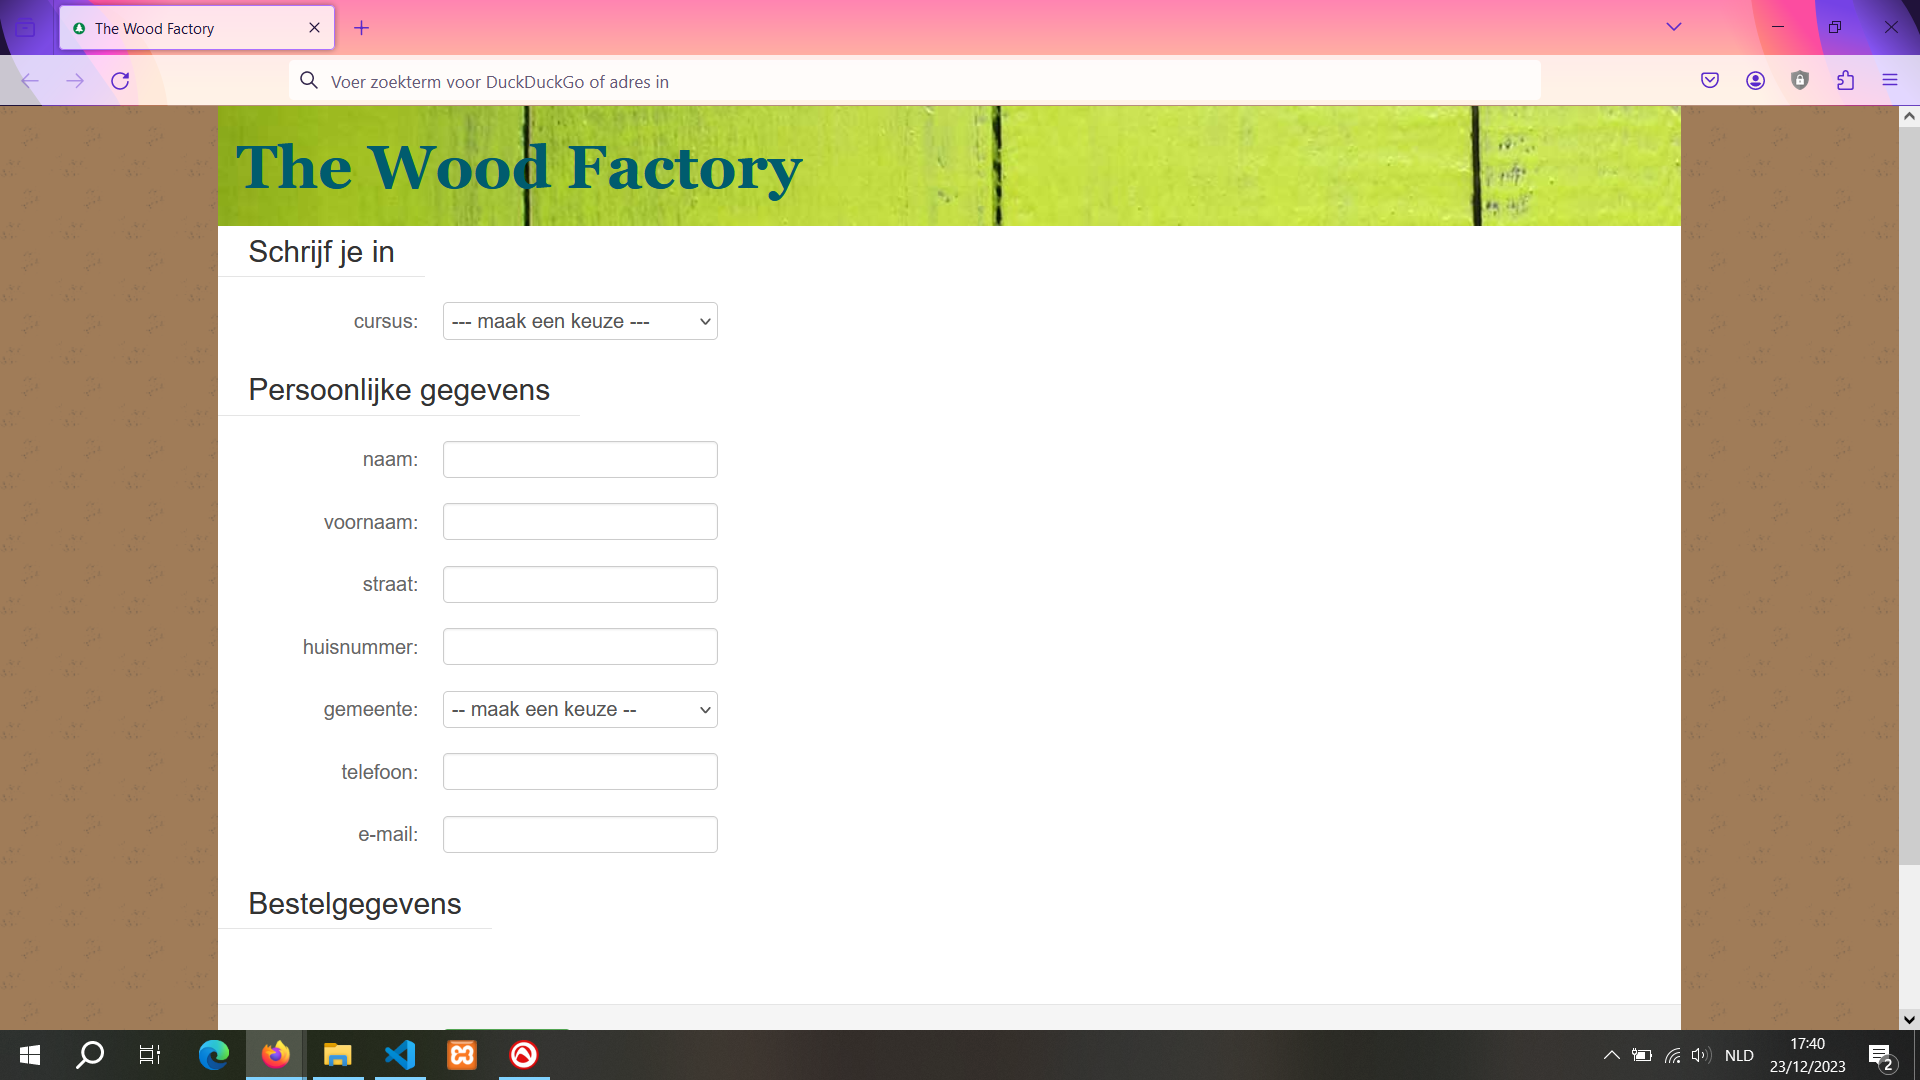 The Wood Factory
Voer zoekterm voor DuckDuckGo of adres in
The Wood Factory
Schrijf je in
cursus:
--- maak een keuze ---
Persoonlijke gegevens
naam:
voornaam:
straat:
huisnummer:
gemeente:
-- maak een keuze --
telefoon:
e-mail:
Bestelgegevens
NLD
17:40
23/12/2023
2